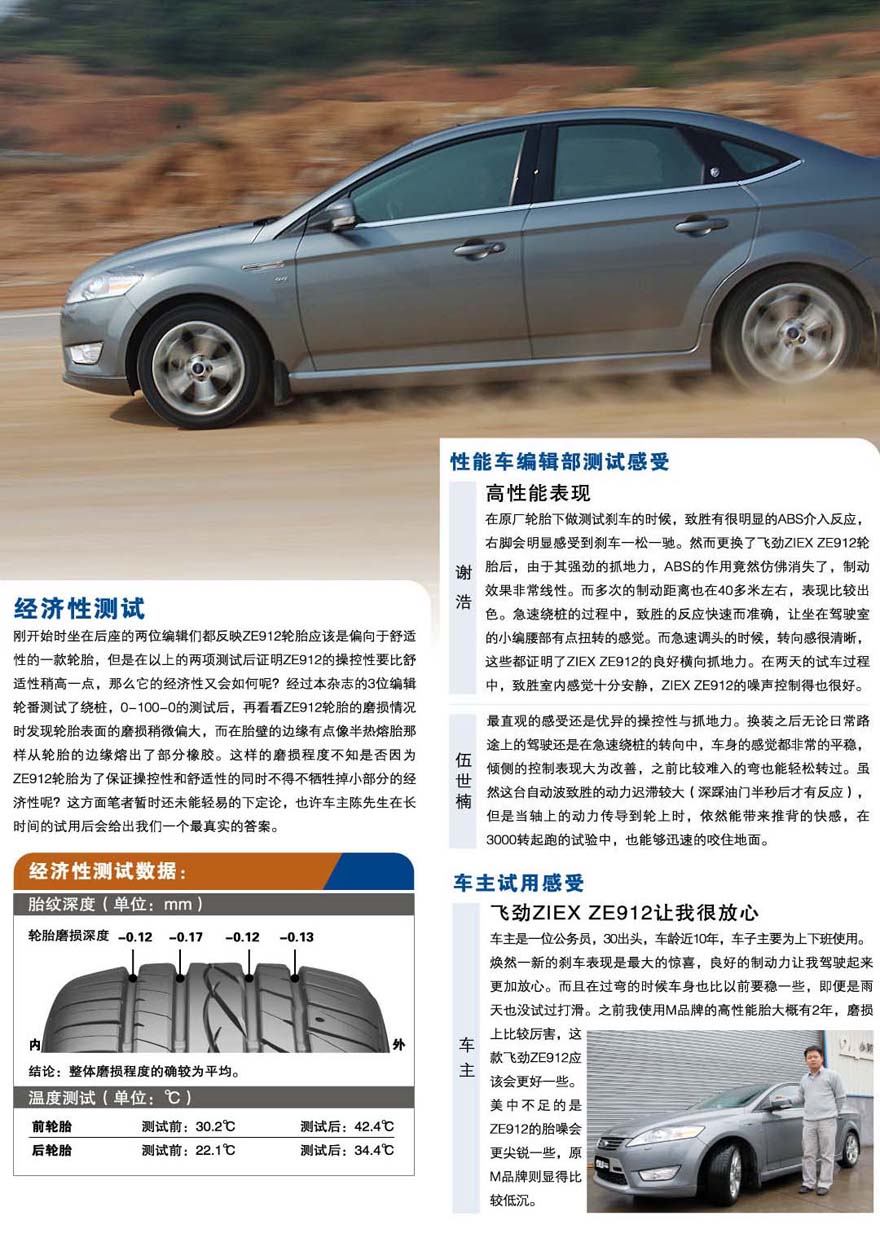 经济性测试
刚开始时坐在后座的两位编辑们都反映ZE912轮胎应该是偏向于舒适
性的一款轮胎，但是在以上的两项测试后证明ZE912的操控性要比舒
适性稍高一点，那么它的经济性又会如何呢？经过本杂志的3位编辑
轮番测试了绕桩，0-100-0的测试后，再看看ZE912轮胎的磨损情况
时发现轮胎表面的磨损稍微偏大，而在胎壁的边缘有点像半热熔胎那
样从轮胎的边缘熔出了部分橡胶。这样的磨损程度不知是否因为
ZE912轮胎为了保证操控性和舒适性的同时不得不牺牲掉小部分的经
济性呢？这方面笔者暂时还未能轻易的下定论，也许车主陈先生在长
时间的试用后会给出我们一个最真实的答案。
经济性测试数据：
胎纹深度（单位：mm）
轮胎磨损深度 -0.12 -0.17 -0.12 -0.13
内 外
结论：整体磨损程度的确较为平均。
温度测试（单位：℃）
前轮胎 测试前：30.2℃ 测试后：42.4℃
后轮胎 测试前：22.1℃ 测试后：34.4℃
性能车编辑部测试感受
谢浩
高性能表现
在原厂轮胎下做测试刹车的时候，致胜有很明显的ABS介入反应，
右脚会明显感受到刹车一松一驰。然而更换了飞劲ZIEX ZE912轮
胎后，由于其强劲的抓地力，ABS的作用竟然仿佛消失了，制动
效果非常线性。而多次的制动距离也在40多米左右，表现比较出
色。急速绕桩的过程中，致胜的反应快速而准确，让坐在驾驶室
的小编腰部有点扭转的感觉。而急速调头的时候，转向感很清晰，
这些都证明了ZIEX ZE912的良好横向抓地力。在两天的试车过程
中，致胜室内感觉十分安静，ZIEX ZE912的噪声控制得也很好。
伍世楠
最直观的感受还是优异的操控性与抓地力。换装之后无论日常路
途上的驾驶还是在急速绕桩的转向中，车身的感觉都非常的平稳，
倾侧的控制表现大为改善，之前比较难入的弯也能轻松转过。虽
然这台自动波致胜的动力迟滞较大（深踩油门半秒后才有反应），
但是当轴上的动力传导到轮上时，依然能带来推背的快感，在
3000转起跑的试验中，也能够迅速的咬住地面。
车主试用感受
车主
飞劲ZIEX ZE912让我很放心
车主是一位公务员，30出头，车龄近10年，车子主要为上下班使用。
焕然一新的刹车表现是最大的惊喜，良好的制动力让我驾驶起来
更加放心。而且在过弯的时候车身也比以前要稳一些，即便是雨
天也没试过打滑。之前我使用M品牌的高性能胎大概有2年，磨损
上比较厉害，这
款飞劲ZE912应
该会更好一些。
美中不足的是
ZE912的胎噪会
更尖锐一些，原
M品牌则显得比
较低沉。